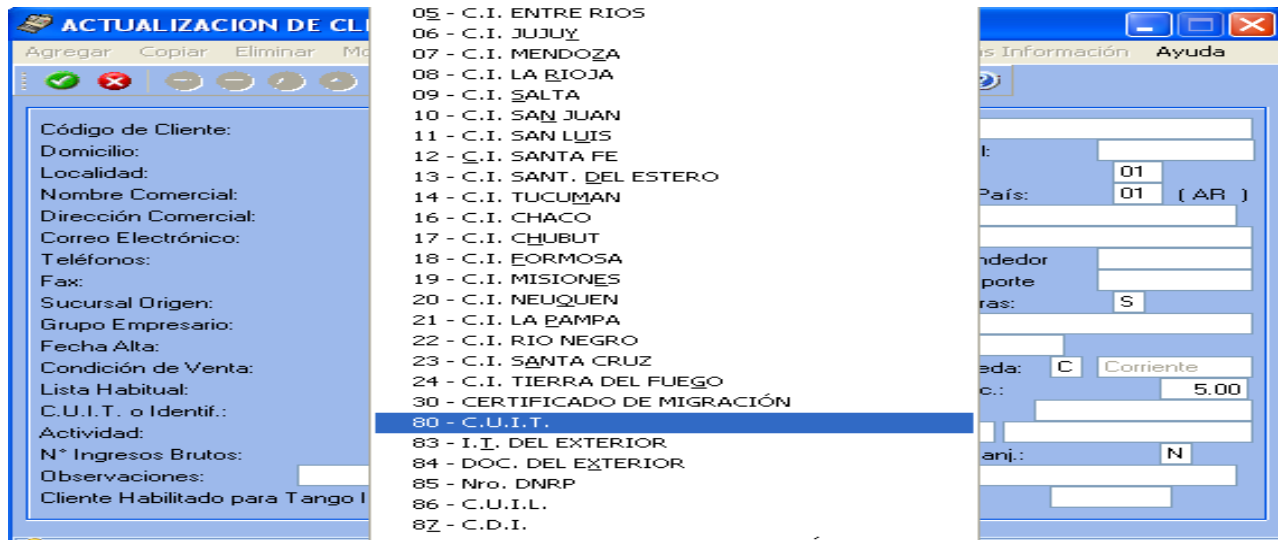 ACTUALIZACION DE CLI
Agregar Copiar Eliminar Mo
s Información Ayuda
Código de Cliente:
Domicilio:
l:
Localidad:
01
Nombre Comercial:
País: 01 ( AR )
Dirección Comercial:
Correo Electrónico:
Teléfonos:
ndedor
Fax:
porte
Sucursal Origen:
ras: S
Grupo Empresario:
Fecha Alta:
Condición de Venta:
eda: C Corriente
Lista Habitual:
c.: 5.00
C.U.I.T. o Identif.:
Actividad:
N° Ingresos Brutos:
anj.: N
Observaciones:
Cliente Habilitado para Tango
05 - C.I. ENTRE RIOS
06 - C.I. JUJUY
07 - C.I. MENDOZA
08 - C.I. LA RIOJA
09 - C.I. SALTA
10 - C.I. SAN JUAN
11 - C.I. SAN LUIS
12 - C.I. SANTA FE
13 - C.I. SANT. DEL ESTERO
14 - C.I. TUCUMAN
16 - C.I. CHACO
17 - C.I. CHUBUT
18 - C.I. FORMOSA
19 - C.I. MISIONES
20 - C.I. NEUQUEN
21 - C.I. LA PAMPA
22 - C.I. RIO NEGRO
23 - C.I. SANTA CRUZ
24 - C.I. TIERRA DEL FUEGO
30 - CERTIFICADO DE MIGRACIÓN
80 - C.U.I.T.
83 - I.T. DEL EXTERIOR
84 - DOC. DEL EXTERIOR
85 - Nro. DNRP
86 - C.U.I.L.
87 - C.D.I.